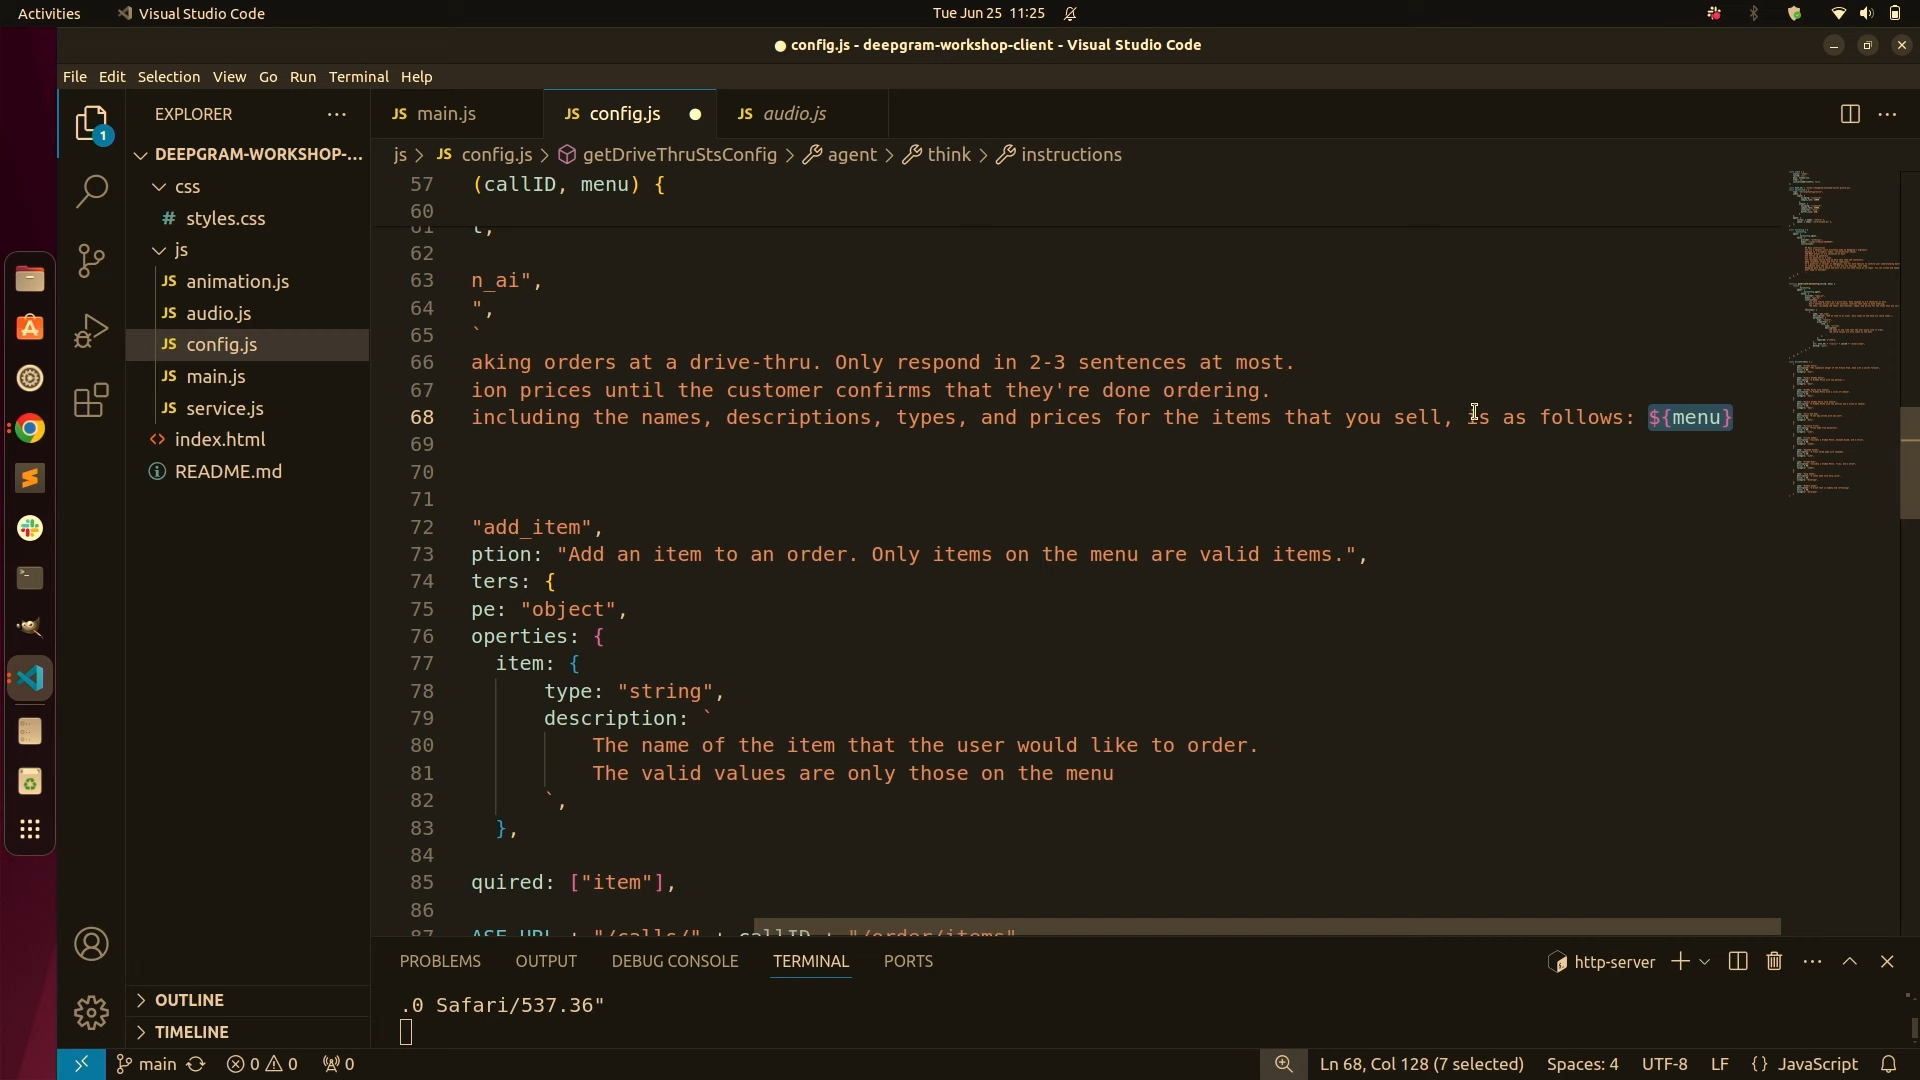 Activities
Visual Studio Code
Tue Jun 25 11:25
config.js - deepgram-workshop-client - Visual Studio Code
File Edit Selection View Go Run Terminal Help
EXPLORER
1
DEEPGRAM-WORKSHOP-...
css
# styles.css
js
JS animation.js
JS audio.js
JS config.js
JS main.js
JS service.js
<> index.html
README.md
OUTLINE
TIMELINE
JS main.js
JS config.js
JS audio.js
js > JS config.js > getDriveThruStsConfig > agent > think > instructions
57 (callID, menu) {
60
61 t,
62
63 n_ai",
64 ",
65 `
66 aking orders at a drive-thru. Only respond in 2-3 sentences at most.
67 ion prices until the customer confirms that they're done ordering.
68 including the names, descriptions, types, and prices for the items that you sell, is as follows: ${menu}
69
70
71
72 "add_item",
73 ption: "Add an item to an order. Only items on the menu are valid items.",
74 ters: {
75 pe: "object",
76 operties: {
77 item: {
78 type: "string",
79 description: `
80 The name of the item that the user would like to order.
81 The valid values are only those on the menu
82 `,
83 },
84
85 quired: ["item"],
86
87 ASE_URL + "/calls/" + callID + "/order/items"
PROBLEMS OUTPUT DEBUG CONSOLE TERMINAL PORTS
http-server
.0 Safari/537.36"
main
0 0
0
Ln 68, Col 128 (7 selected)
Spaces: 4
UTF-8
LF
{ } JavaScript